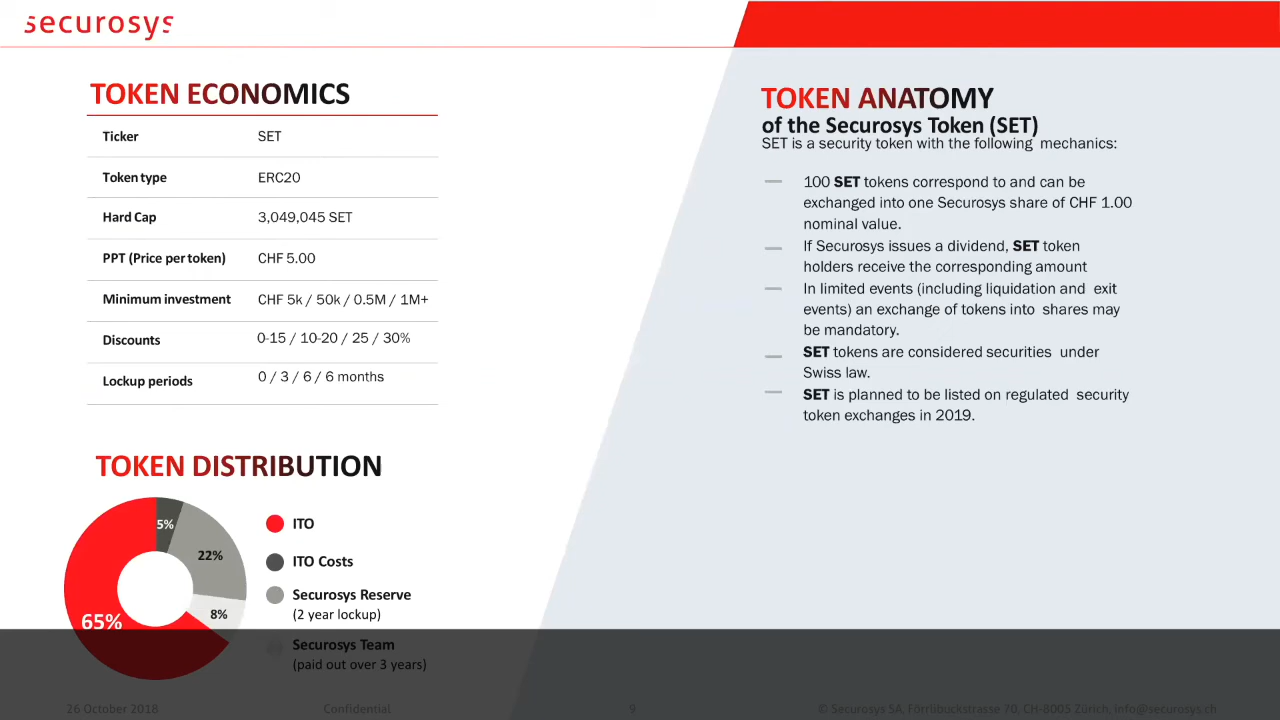 securosys
TOKEN ECONOMICS
Ticker SET
Token type ERC20
Hard Cap 3,049,045 SET
PPT (Price per token) CHF 5.00
Minimum investment CHF 5k / 50k / 0.5M / 1M+
Discounts 0-15 / 10-20 / 25 / 30%
Lockup periods 0 / 3 / 6 / 6 months
TOKEN DISTRIBUTION
5%
22%
8%
65%
ITO
ITO Costs
Securosys Reserve
(2 year lockup)
Securosys Team
(paid out over 3 years)
TOKEN ANATOMY
of the Securosys Token (SET)
SET is a security token with the following mechanics:
— 100 SET tokens correspond to and can be
exchanged into one Securosys share of CHF 1.00
nominal value.
— If Securosys issues a dividend, SET token
holders receive the corresponding amount
— In limited events (including liquidation and exit
events) an exchange of tokens into shares may
be mandatory.
— SET tokens are considered securities under
Swiss law.
— SET is planned to be listed on regulated security
token exchanges in 2019.
26 October 2018 Confidential 9 © Securosys SA, Förrlibuckstrasse 70, CH-8005 Zürich, info@securosys.ch